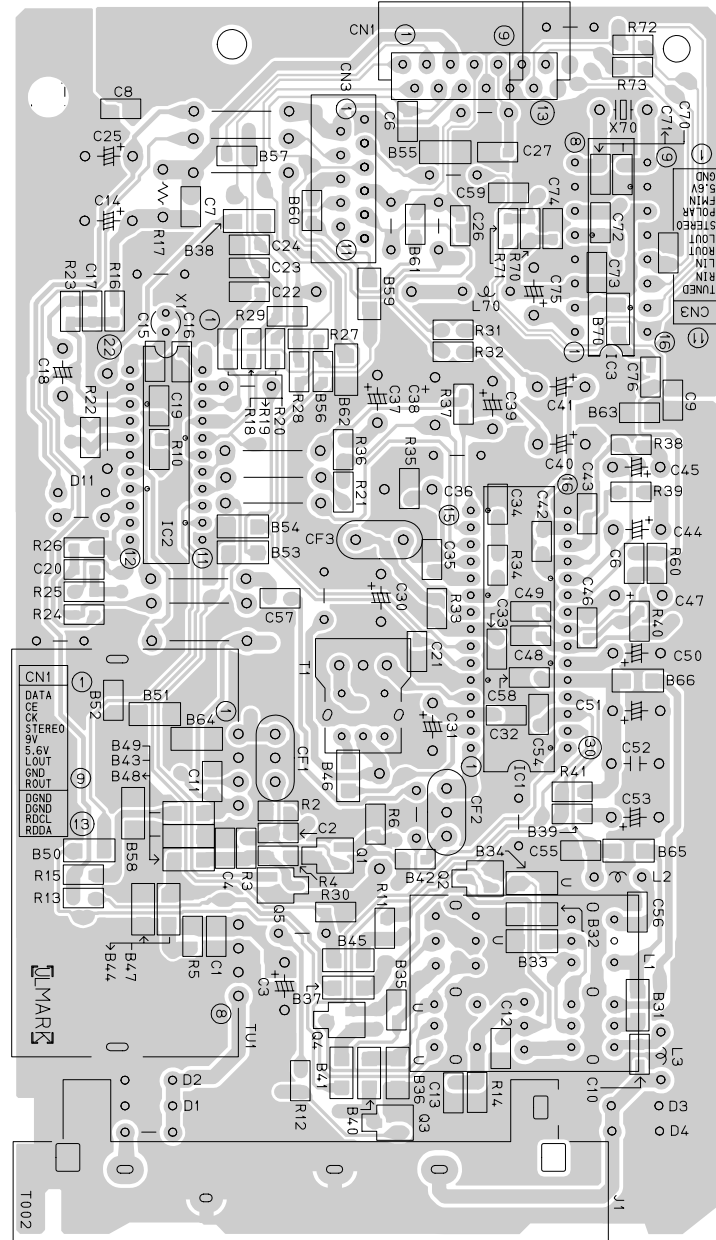 CN1 1 9 R72
R73
CN3
C8 1 C6 13 X70 C71 C70
C25 8 9 1
B57 B55 C27
GND
5.6V
FMIN
POLAR
STEREO
LOUT
ROUT
LIN
RIN
TUNED
CN3
11
C14 C7 B60 C59 C74
R17 B38 C24 B61 C26 R71 R70 C72
C23 11 C73
R23 C17 R16 C22 B59 L70 C75
X1 R29
C15 C16 1 R27 R31 B70 16
22 R32 1 IC3
C18 C76
R22 C19 R18 R19 R20 R28 B56 B62 C37 C38 R37 C39 C41 B63 C9
R10 R36 R35 C40 R38
C45
D11 R21 C36 C34 16 C43 R39
IC2 B54 15 C42
R26 12 11 B53 CF3 C35 C44
C20 R34 C6 R60
R25 C57 C30 R33 C33 C49 C46 C47
R24 R40
T1 C21 C48 C50
CN1 1
DATA
CE
CK
STEREO
9V
5.6V
LOUT
GND
ROUT
9
DGND
DGND
RDCL
RDDA
13
B52 B51 1 C58 B66
B64 C31 C32 C54 C51
B49
B43
B48
C11 CF1 B46 1 30 C52
IC1 R41
R2 CF2
B58 C2 R6 B39 C53
B50 C4 R3 R4 Q1 B42 B34 C55 B65
R15 Q2 U L2
R13 R30 R11
Q5 B32 C56
B44 B47 R5 C1 B45 U B33 L1
C3 B37 B35 B31
JLMARK 8 Q4 U C12
TU1 L3
D2 B41 U C10
D1 R12 B40 B36 C13 R14 D3
Q3 D4
T002 J1